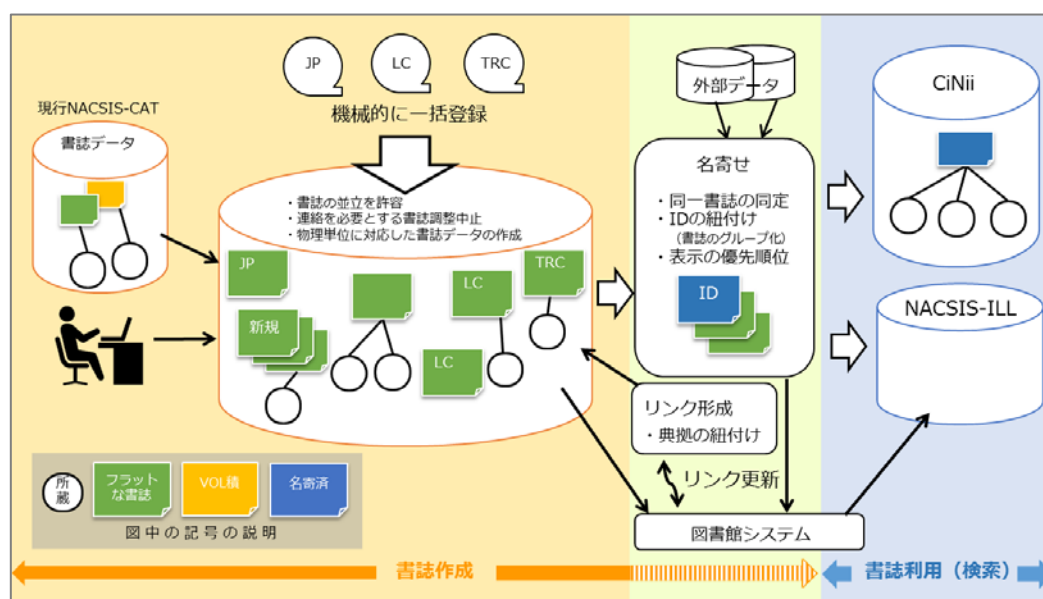 JP
LC
TRC
機械的に一括登録
現行NACSIS-CAT
書誌データ
・書誌の並立を許容
・連絡を必要とする書誌調整中止
・物理単位に対応した書誌データの作成
JP
新規
LC
LC
TRC
所蔵
フラットな書誌
VOL積
名寄済
図中の記号の説明
外部データ
名寄せ
・同一書誌の同定
・IDの紐付け
(書誌のグループ化)
・表示の優先順位
ID
リンク形成
・典拠の紐付け
リンク更新
図書館システム
CiNii
NACSIS-ILL
書誌作成
書誌利用（検索）